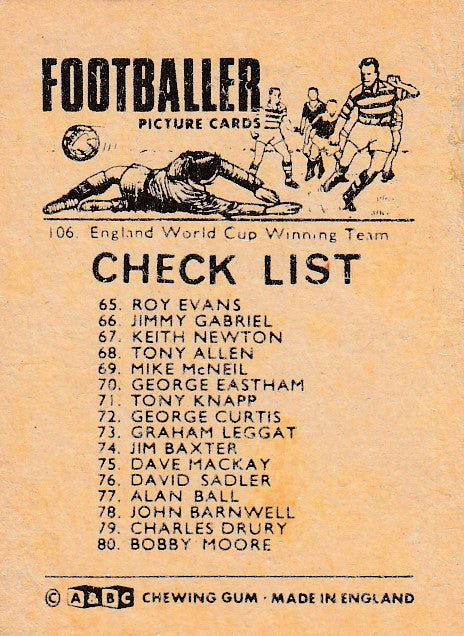 FOOTBALLER
PICTURE CARDS
106. England World Cup Winning Team
CHECK LIST
65. ROY EVANS
66. JIMMY GABRIEL
67. KEITH NEWTON
68. TONY ALLEN
69. MIKE McNEIL
70. GEORGE EASTHAM
71. TONY KNAPP
72. GEORGE CURTIS
73. GRAHAM LEGGAT
74. JIM BAXTER
75. DAVE MACKAY
76. DAVID SADLER
77. ALAN BALL
78. JOHN BARNWELL
79. CHARLES DRURY
80. BOBBY MOORE
© A&BC CHEWING GUM · MADE IN ENGLAND